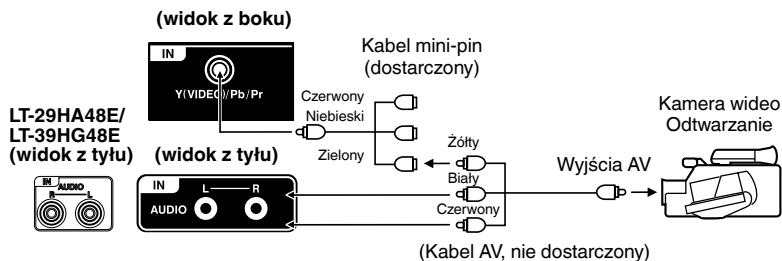 (widok z boku)
IN
Y(VIDEO)/Pb/Pr
Kabel mini-pin
(dostarczony)
Czerwony
Niebieski
Zielony
LT-29HA48E/
LT-39HG48E
(widok z tyłu)
IN
AUDIO
R L
(widok z tyłu)
IN
AUDIO
L R
Żółty
Biały
Czerwony
Wyjścia AV
Kamera wideo
Odtwarzanie
(Kabel AV, nie dostarczony)